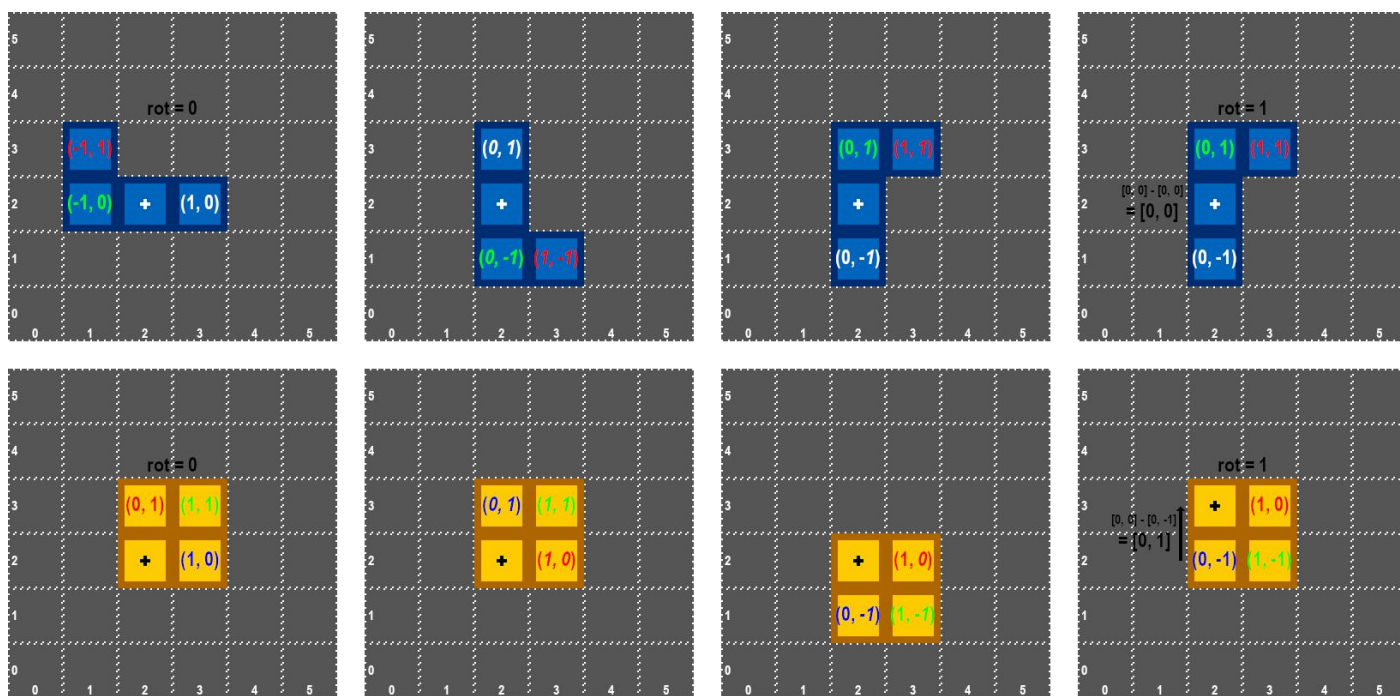 5
4
rot = 0
3 (-1, 1)
2 (-1, 0) + (1, 0)
1
0
0 1 2 3 4 5
5
4
3 (0, 1)
2 +
1 (0, -1) (1, -1)
0
0 1 2 3 4 5
5
4
3 (0, 1) (1, 1)
2 +
1 (0, -1)
0
0 1 2 3 4 5
5
4
rot = 1
3 (0, 1) (1, 1)
[0, 0] - [0, 0]
= [0, 0]
2 +
1 (0, -1)
0
0 1 2 3 4 5
5
4
rot = 0
3 (0, 1) (1, 1)
2 + (1, 0)
1
0
0 1 2 3 4 5
5
4
3 (0, 1) (1, 1)
2 + (1, 0)
1
0
0 1 2 3 4 5
5
4
3
2 + (1, 0)
1 (0, -1) (1, -1)
0
0 1 2 3 4 5
5
4
rot = 1
3 + (1, 0)
[0, 0] - [0, -1]
= [0, 1]
2 (0, -1) (1, -1)
1
0
0 1 2 3 4 5